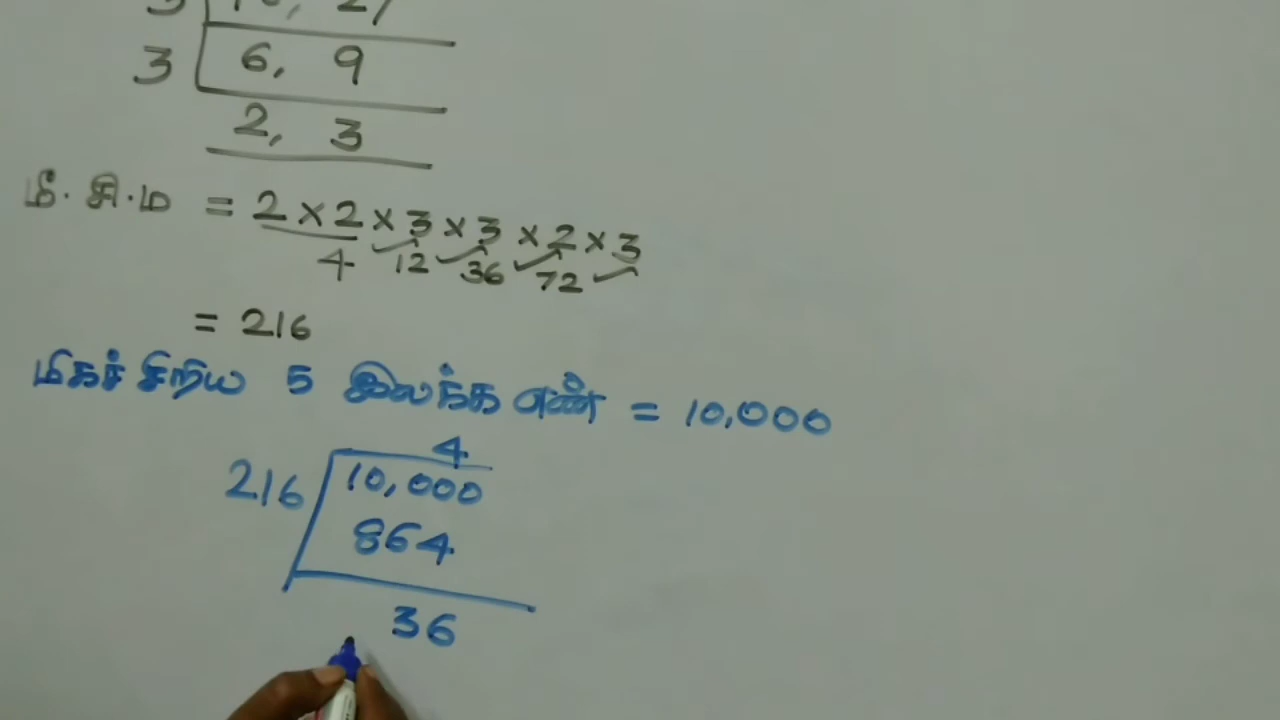 3 | 6, 9
2, 3
மீ. சி. ம = 2 × 2 × 3 × 3 × 2 × 3
4 12 36 72
= 216
மிகச் சிறிய 5 இலக்க எண் = 10,000
4
216 | 10,000
864
36